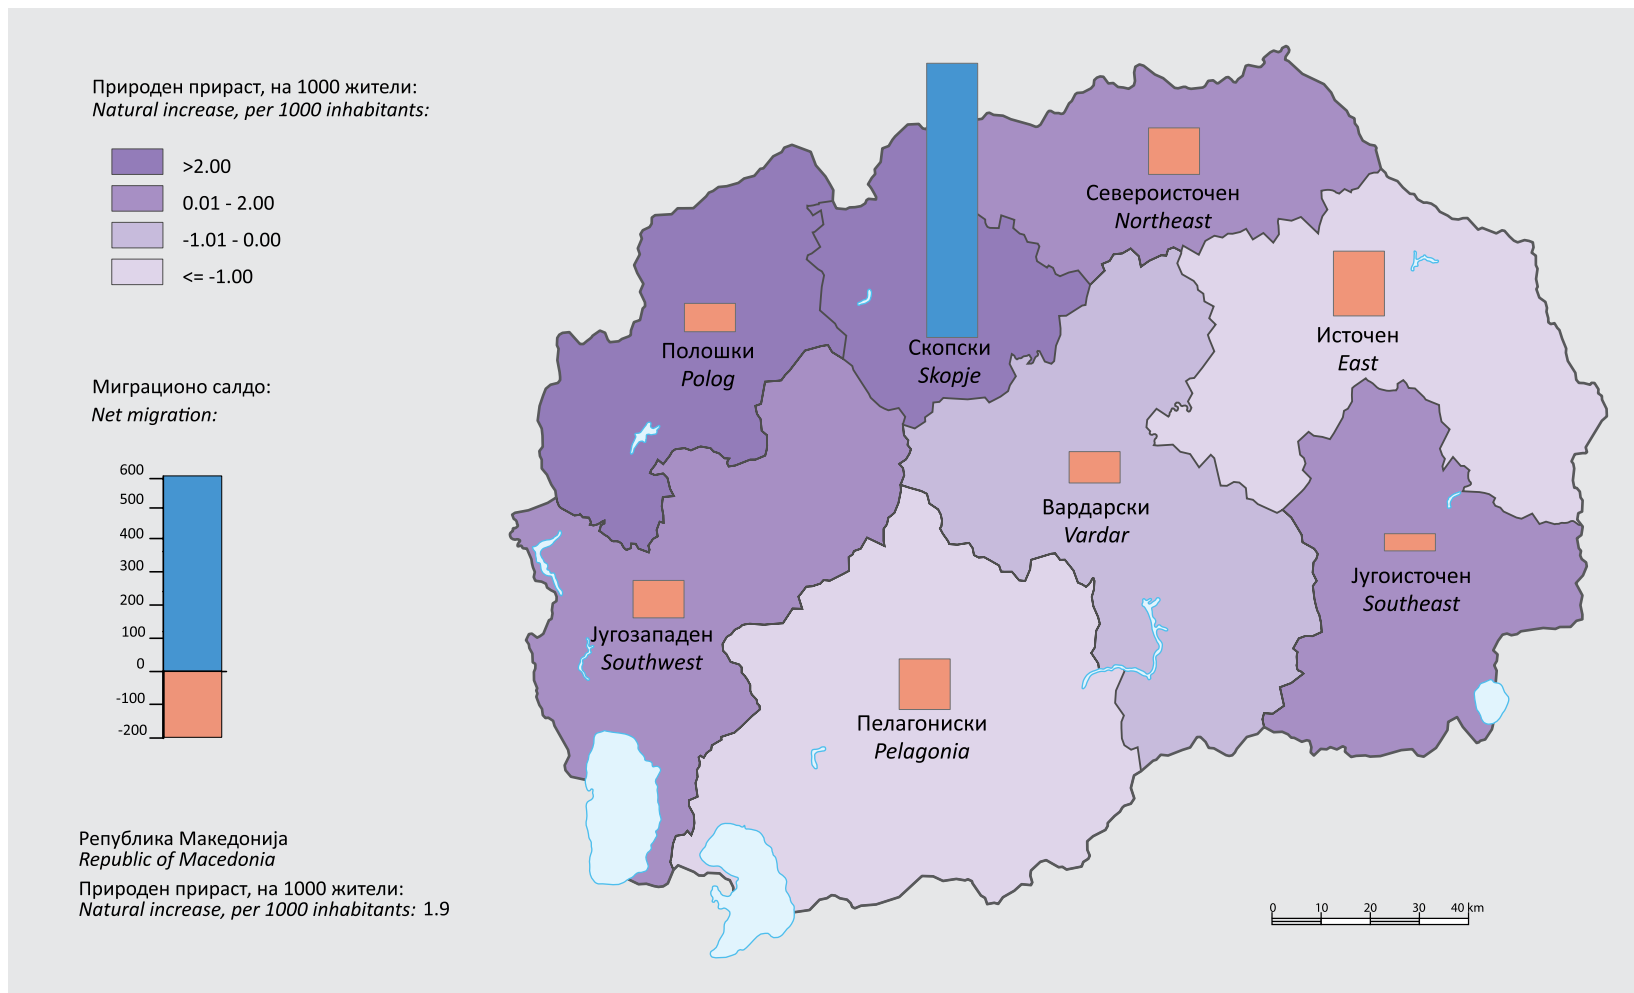 Природен прираст, на 1000 жители:
Natural increase, per 1000 inhabitants:
>2.00
0.01 - 2.00
-1.01 - 0.00
<= -1.00
Миграционо салдо:
Net migration:
600
500
400
300
200
100
0
-100
-200
Република Македонија
Republic of Macedonia
Природен прираст, на 1000 жители:
Natural increase, per 1000 inhabitants: 1.9
Североисточен
Northeast
Источен
East
Полошки
Polog
Скопски
Skopje
Вардарски
Vardar
Југоисточен
Southeast
Југозападен
Southwest
Пелагониски
Pelagonia
0 10 20 30 40 km